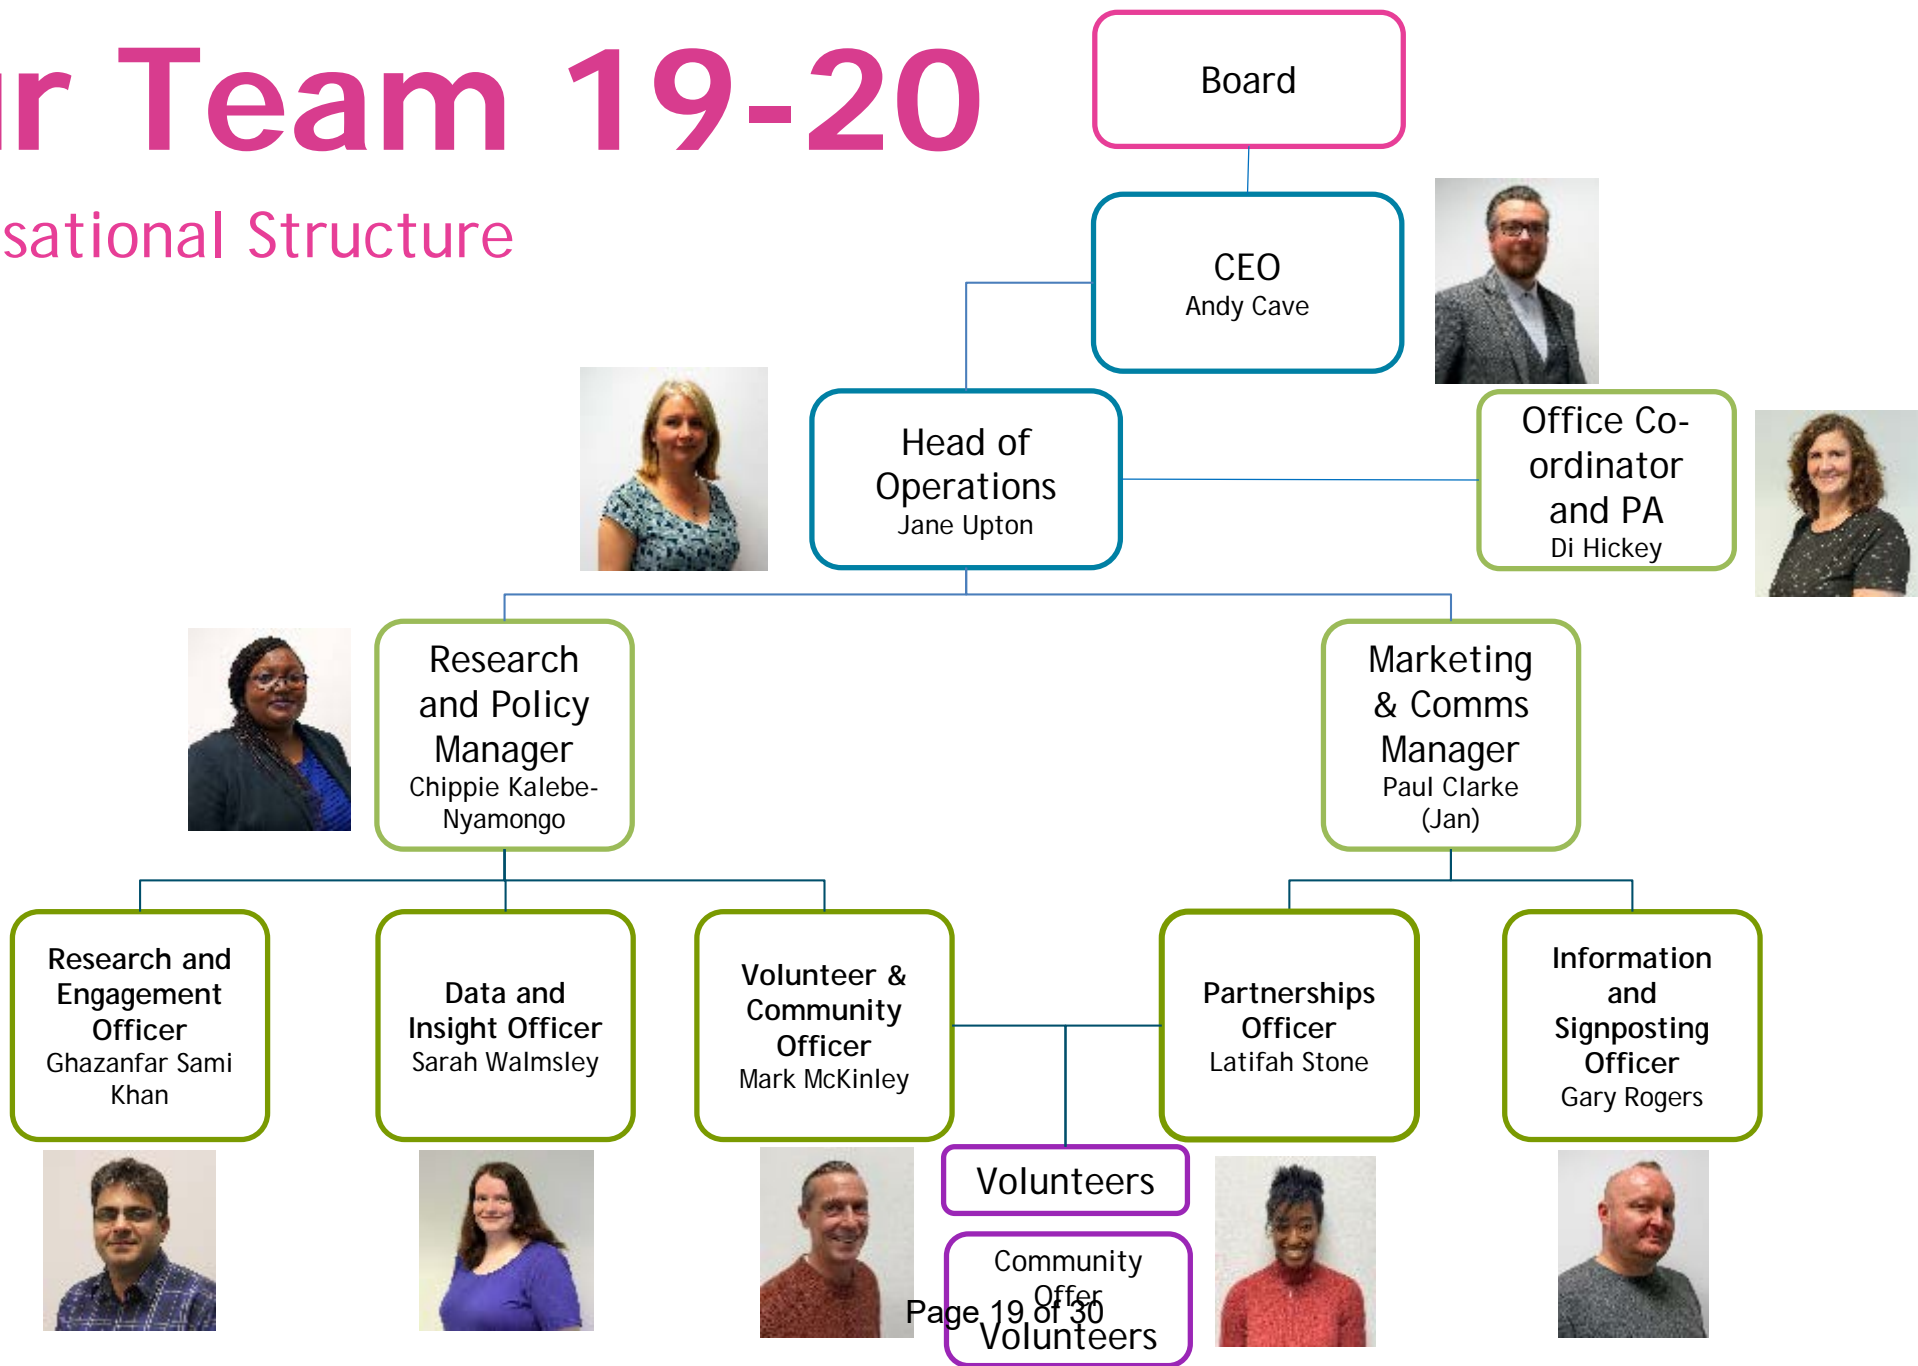 ur Team 19-20
sational Structure
Board
CEO
Andy Cave
Head of
Operations
Jane Upton
Office Co-
ordinator
and PA
Di Hickey
Research
and Policy
Manager
Chippie Kalebe-
Nyamongo
Marketing
& Comms
Manager
Paul Clarke
(Jan)
Research and
Engagement
Officer
Ghazanfar Sami
Khan
Data and
Insight Officer
Sarah Walmsley
Volunteer &
Community
Officer
Mark McKinley
Partnerships
Officer
Latifah Stone
Information
and
Signposting
Officer
Gary Rogers
Volunteers
Community
Offer
Volunteers
Page 19 of 30